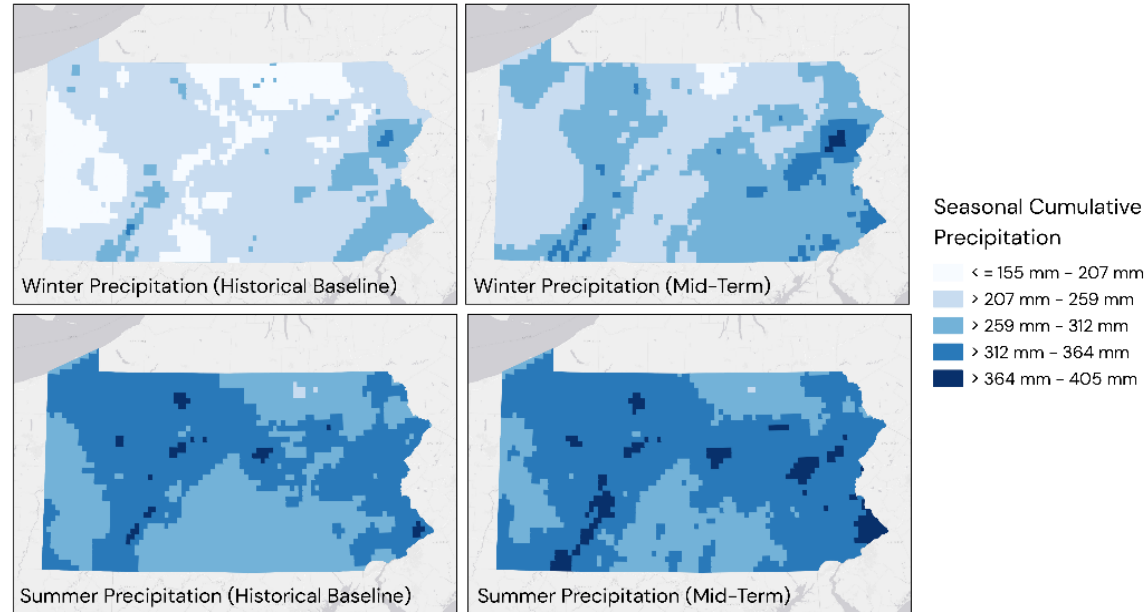 Winter Precipitation (Historical Baseline)
Winter Precipitation (Mid-Term)
Summer Precipitation (Historical Baseline)
Summer Precipitation (Mid-Term)
Seasonal Cumulative
Precipitation
< = 155 mm - 207 mm
> 207 mm - 259 mm
> 259 mm - 312 mm
> 312 mm - 364 mm
> 364 mm - 405 mm